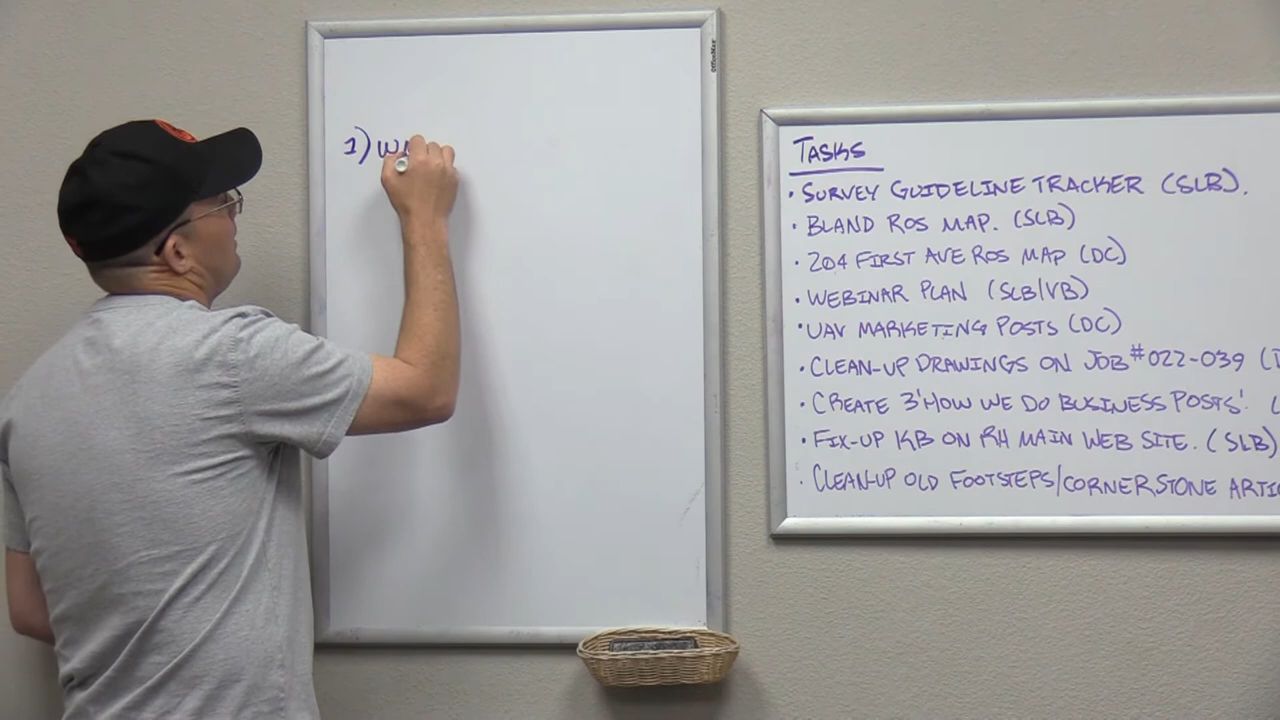 OfficeMax
1) W
TASKS
• SURVEY GUIDELINE TRACKER (SLB).
• BLAND ROS MAP. (SLB)
• 204 FIRST AVE ROS MAP (DC)
• WEBINAR PLAN (SLB/VB)
• UAV MARKETING POSTS (DC)
• CLEAN-UP DRAWINGS ON JOB #022-039 (
• CREATE 3 'HOW WE DO BUSINESS POSTS'. (
• FIX-UP KB ON RH MAIN WEB SITE. (SLB)
• CLEAN-UP OLD FOOTSTEPS/CORNERSTONE ARTI